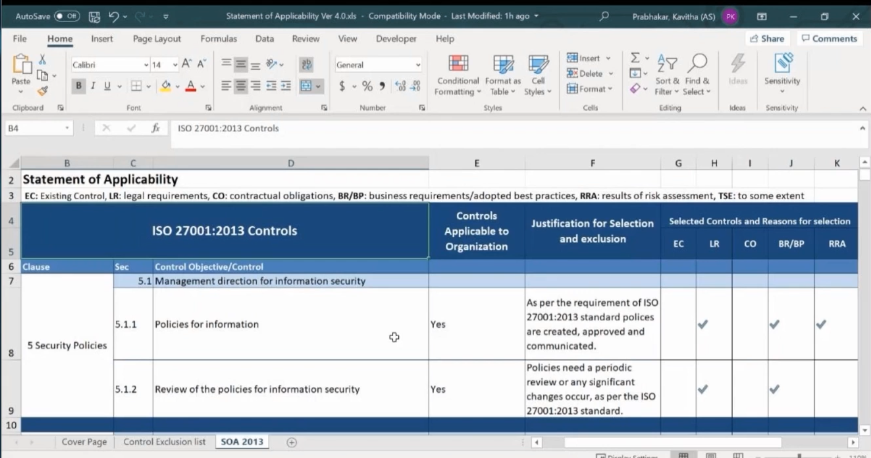 AutoSave Off Statement of Applicability Ver 4.0.xls - Compatibility Mode - Last Modified: 1h ago Prabhakar, Kavitha (AS) PK
File Home Insert Page Layout Formulas Data Review View Developer Help Share Comments
Calibri 14 General Insert
Paste Conditional Format as Cell Delete Sort & Find & Ideas Sensitivity
B I U Formatting Table Styles Format Filter Select
Clipboard Font Alignment Number Styles Cells Editing Ideas Sensitivity
B4 fx ISO 27001:2013 Controls
B C D E F G H I J K
2 Statement of Applicability
3 EC: Existing Control, LR: legal requirements, CO: contractual obligations, BR/BP: business requirements/adopted best practices, RRA: results of risk assessment, TSE: to some extent
4 ISO 27001:2013 Controls
Controls
Applicable to
Organization
Justification for Selection
and exclusion
Selected Controls and Reasons for selection
5 EC LR CO BR/BP RRA
6 Clause Sec Control Objective/Control
7 5.1 Management direction for information security
8 5 Security Policies
5.1.1 Policies for information Yes
As per the requirement of ISO
27001:2013 standard polices
are created, approved and
communicated.
9 5.1.2 Review of the policies for information security Yes
Policies need a periodic
review or any significant
changes occur, as per the ISO
27001:2013 standard.
10
Cover Page Control Exclusion list SOA 2013
Display Settings